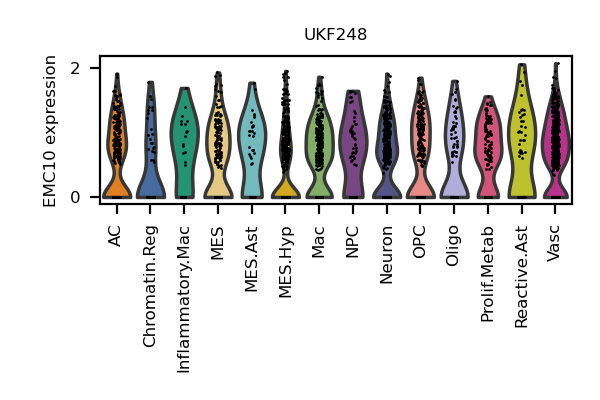 UKF248
EMC10 expression
2
0
AC
Chromatin.Reg
Inflammatory.Mac
MES
MES.Ast
MES.Hyp
Mac
NPC
Neuron
OPC
Oligo
Prolif.Metab
Reactive.Ast
Vasc